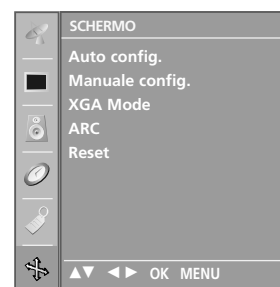 SCHERMO
Auto config.
Manuale config.
XGA Mode
ARC
Reset
▲▼ ◄► OK MENU